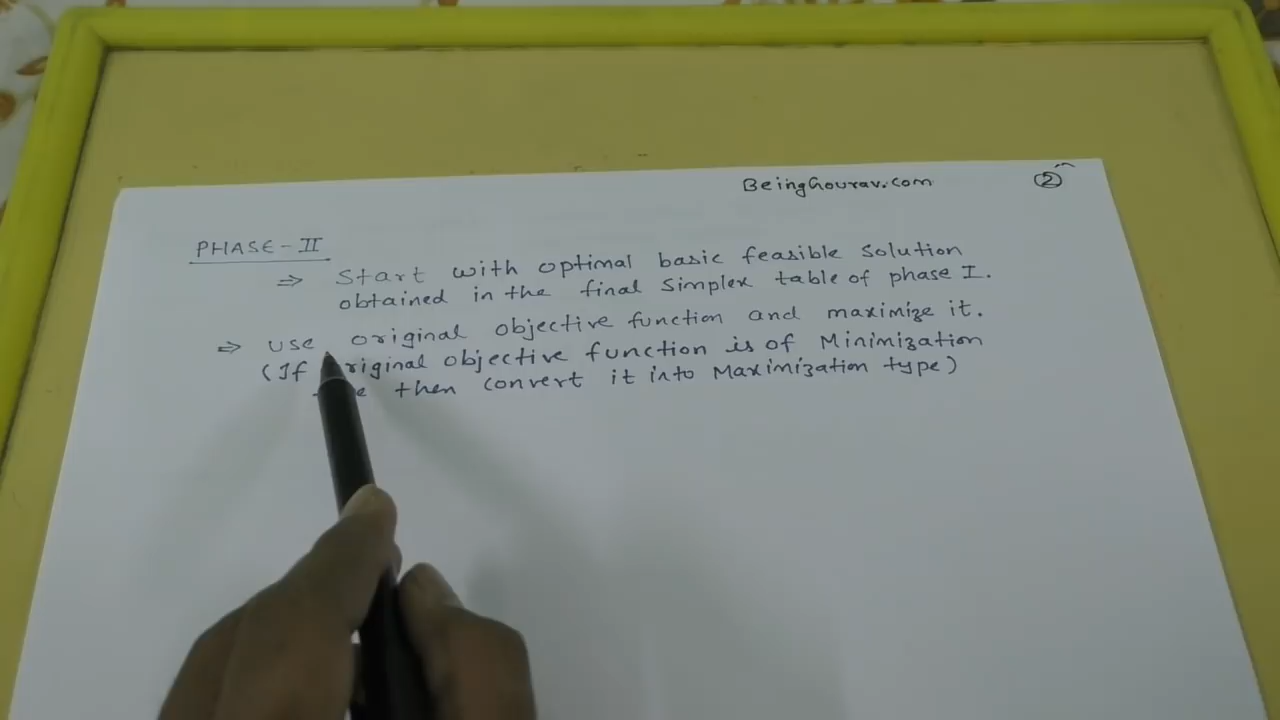 BeingGourav.com
2
PHASE-II
⇒ Start with optimal basic feasible solution
obtained in the final simplex table of phase I.
⇒ Use original objective function and maximize it.
(If original objective function is of Minimization
then convert it into Maximization type)